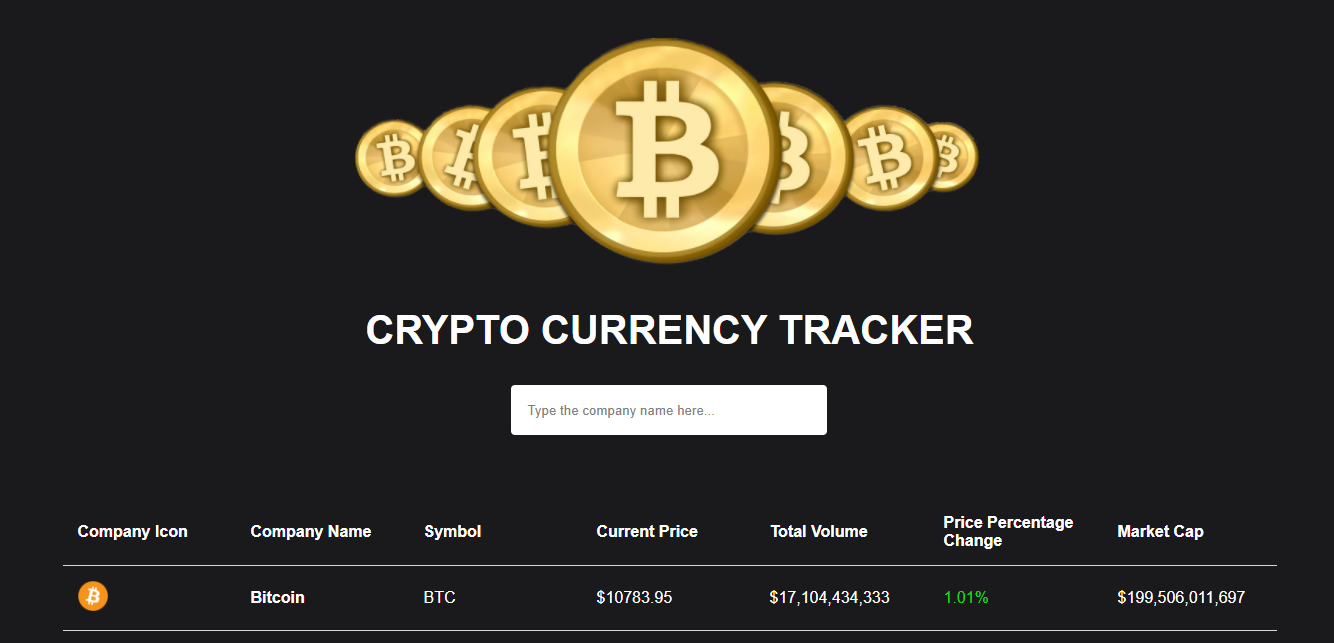 CRYPTO CURRENCY TRACKER
Type the company name here...
Company Icon Company Name Symbol Current Price Total Volume Price Percentage Change Market Cap
Bitcoin BTC $10783.95 $17,104,434,333 1.01% $199,506,011,697